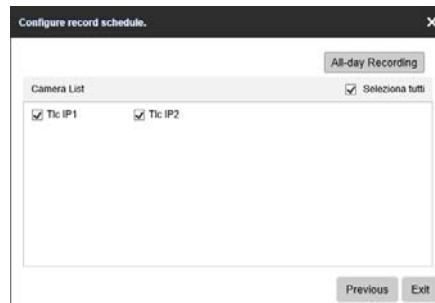 Configure record schedule.
All-day Recording
Camera List Seleziona tutti
Tlc IP1 Tlc IP2
Previous Exit